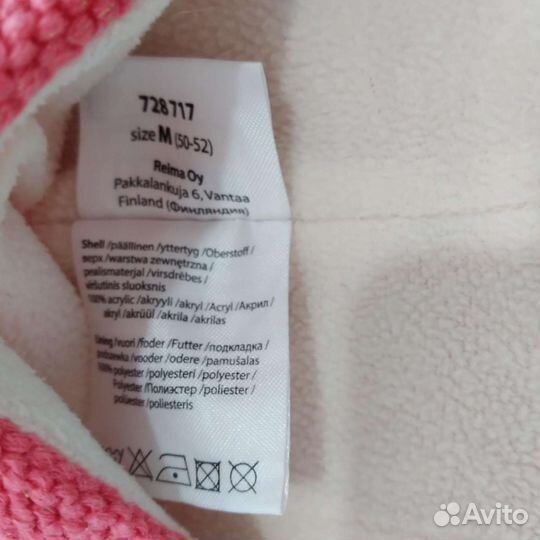 728717
size M (50-52)
Reima Oy
Pakkalankuja 6, Vantaa
Finland (Финляндия)
Shell /päällinen /yttertyg /Oberstoff /
верх /warstwa zewnętrzna /
pealismaterjal /virsdrēbes /
viršutinis sluoksnis
100% acrylic /akryyli /akryl /Acryl /Акрил /
akryl /akrüül /akrila /akrilas
Lining /vuori /foder /Futter /подкладка /
podszewka /vooder /odere /pamušalas
100% polyester /polyesteri /polyester /
Polyester /Полиэстер /poliester /
polüester /poliesteris
Avito